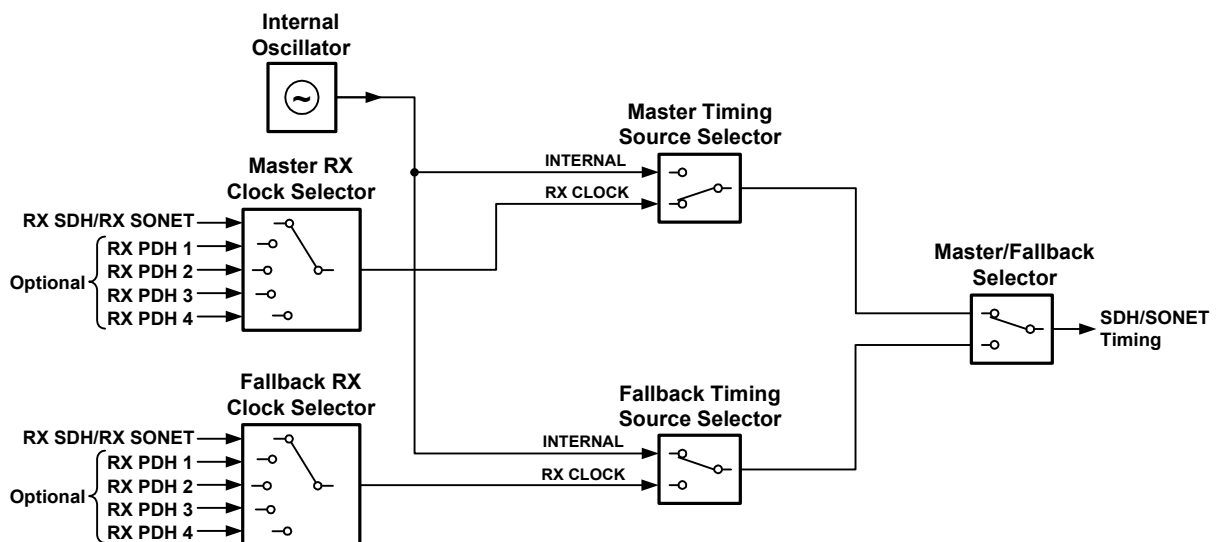 Internal
Oscillator
~
Master Timing
Source Selector
INTERNAL
RX CLOCK
Master RX
Clock Selector
RX SDH/RX SONET
Optional
RX PDH 1
RX PDH 2
RX PDH 3
RX PDH 4
Master/Fallback
Selector
SDH/SONET
Timing
Fallback RX
Clock Selector
RX SDH/RX SONET
Optional
RX PDH 1
RX PDH 2
RX PDH 3
RX PDH 4
Fallback Timing
Source Selector
INTERNAL
RX CLOCK